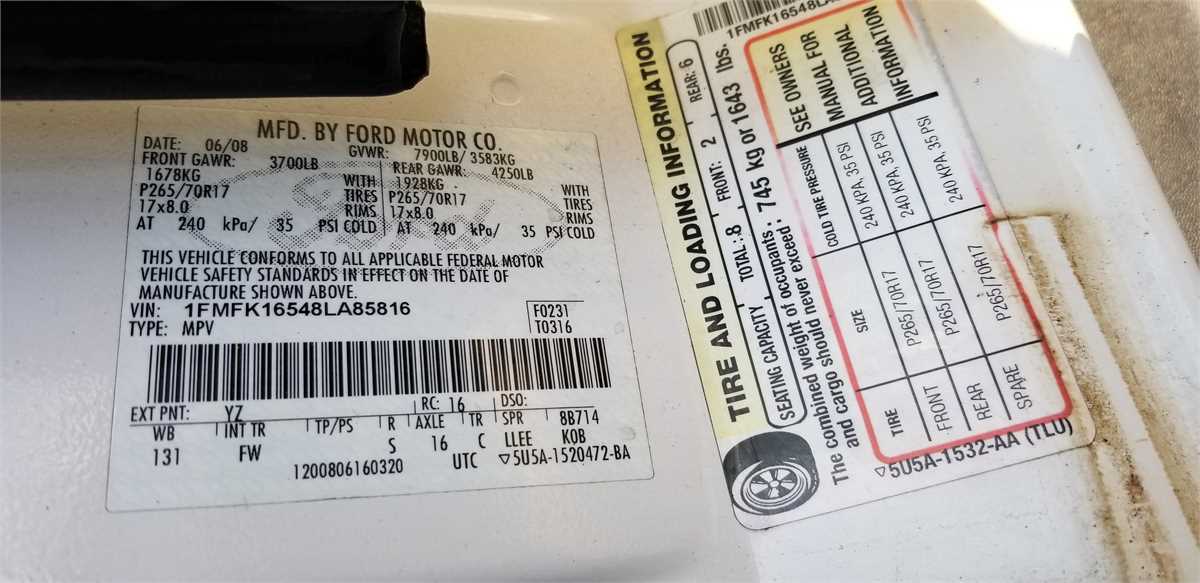 MFD. BY FORD MOTOR CO.
DATE: 06/08 GVWR: 7900LB/ 3583KG
FRONT GAWR: 3700LB REAR GAWR: 4250LB
1678KG WITH 1928KG WITH
P265/70R17 TIRES P265/70R17 TIRES
17x8.0 RIMS 17x8.0 RIMS
AT 240 kPa/ 35 PSI COLD AT 240 kPa/ 35 PSI COLD
Ford
THIS VEHICLE CONFORMS TO ALL APPLICABLE FEDERAL MOTOR
VEHICLE SAFETY STANDARDS IN EFFECT ON THE DATE OF
MANUFACTURE SHOWN ABOVE.
VIN: 1FMFK16548LA85816 F0231
TYPE: MPV T0316
EXT PNT: YZ RC: 16 DSO:
WB INT TR TP/PS R AXLE TR SPR 8B714
131 FW S 16 C LLEE KOB
1200806160320 UTC 5U5A-1520472-BA
1FMFK16548LA
TIRE AND LOADING INFORMATION
SEATING CAPACITY TOTAL: 8 FRONT: 2 REAR: 6
The combined weight of occupants and cargo should never exceed: 745 kg or 1643 lbs.
TIRE SIZE COLD TIRE PRESSURE
FRONT P265/70R17 240 KPA, 35 PSI
REAR P265/70R17 240 KPA, 35 PSI
SPARE P265/70R17 240 KPA, 35 PSI
SEE OWNERS
MANUAL FOR
ADDITIONAL
INFORMATION
5U5A-1532-AA (TLU)